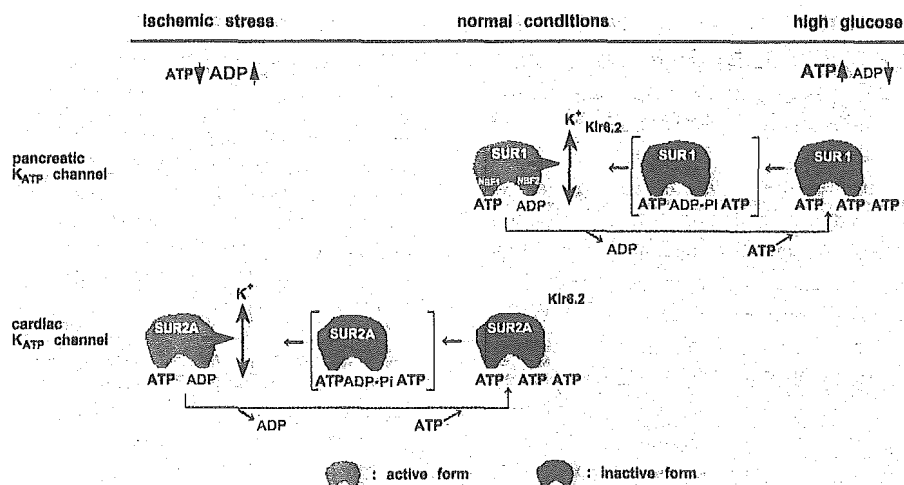 ischemic stress normal conditions high glucose
ATP ADP ATP ADP
K+ Kir6.2
pancreatic
KATP channel
SUR1 SUR1 SUR1
NBF1 NBF2
ATP ADP ATP ADP-Pi ATP ATP ATP ATP
ADP ATP
K+ Kir6.2
cardiac
KATP channel
SUR2A SUR2A SUR2A
ATP ADP ATP ADP-Pi ATP ATP ATP ATP
ADP ATP
: active form : inactive form